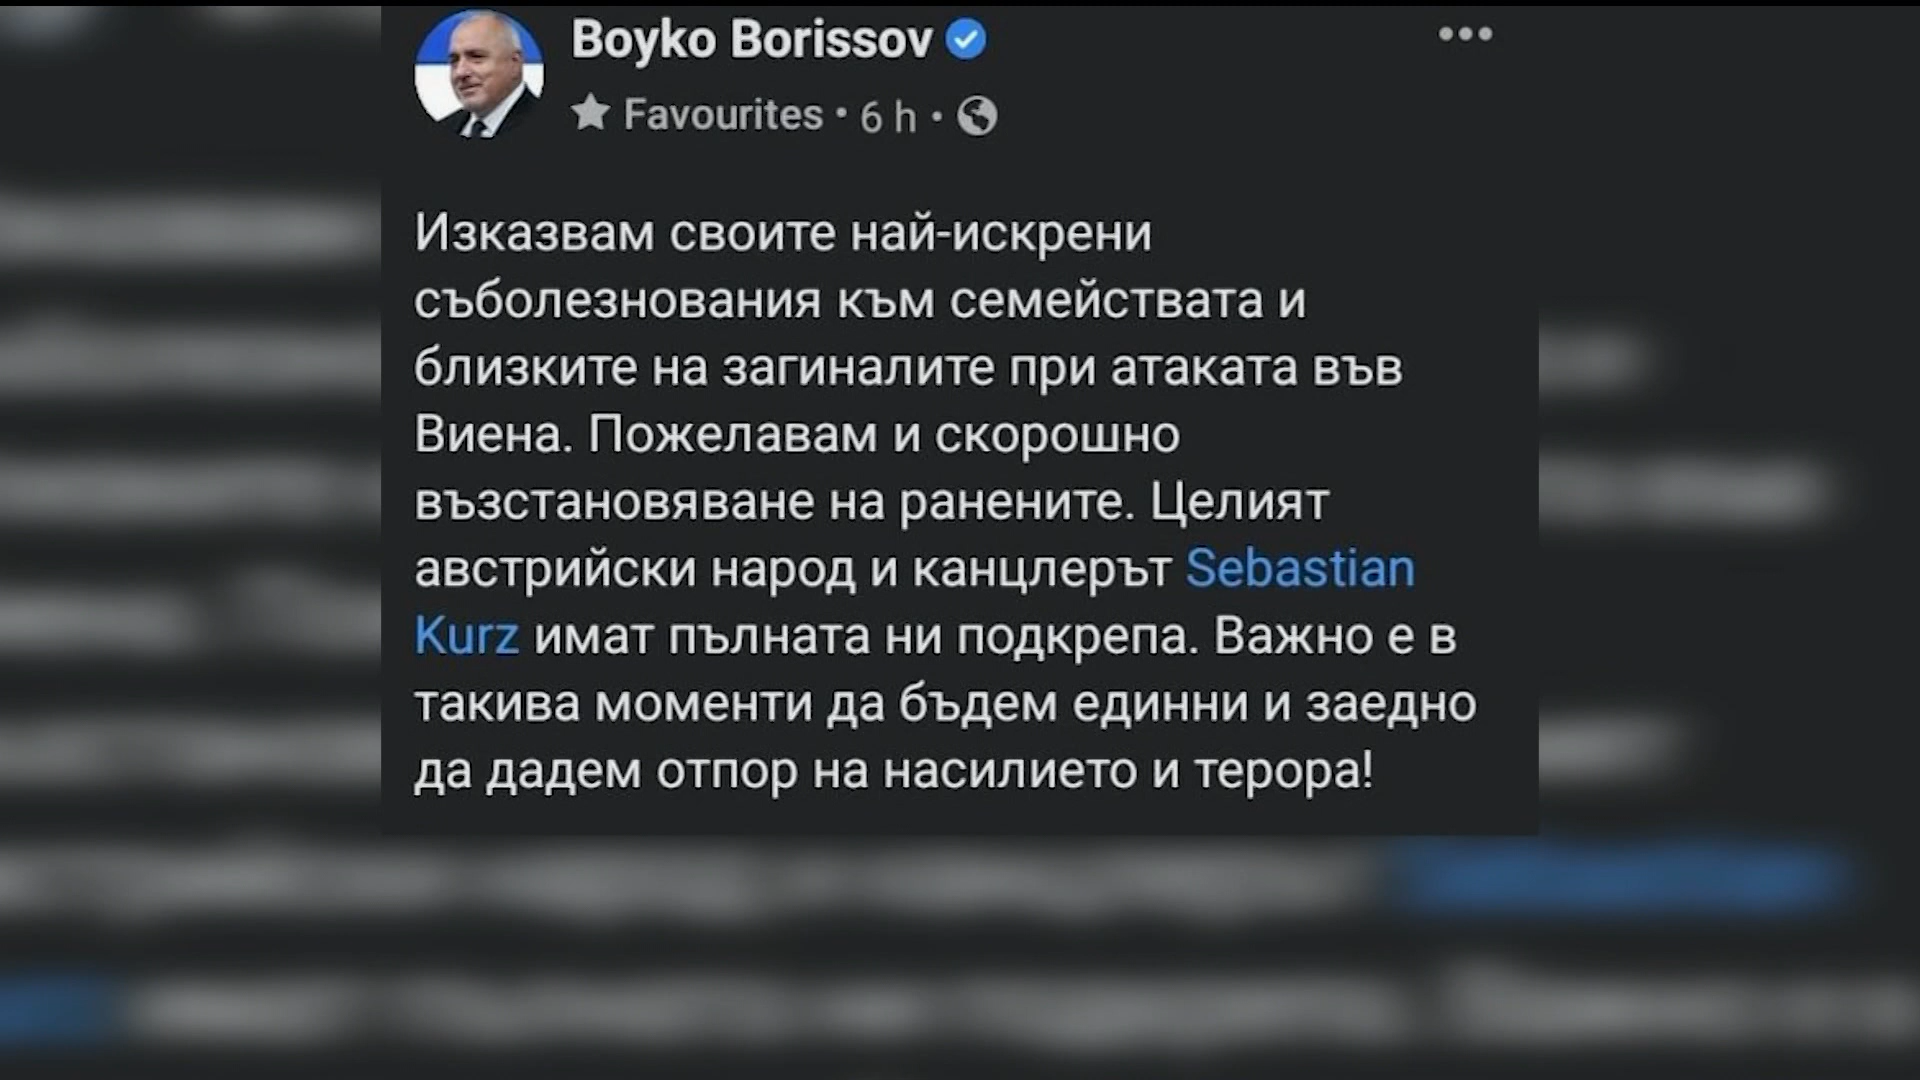 Boyko Borissov
Favourites • 6 h •
Изказвам своите най-искрени
съболезнования към семействата и
близките на загиналите при атаката във
Виена. Пожелавам и скорошно
възстановяване на ранените. Целият
австрийски народ и канцлерът Sebastian
Kurz имат пълната ни подкрепа. Важно е в
такива моменти да бъдем единни и заедно
да дадем отпор на насилието и терора!